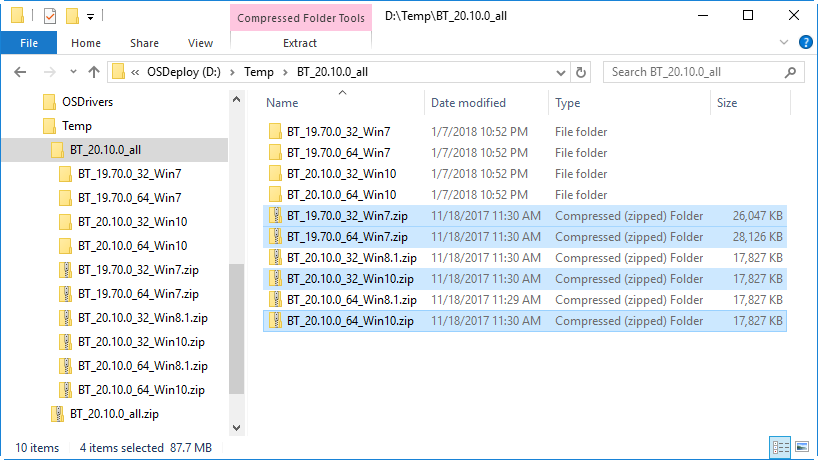 Compressed Folder Tools D:\Temp\BT_20.10.0_all
File Home Share View Extract
« OSDeploy (D:) > Temp > BT_20.10.0_all Search BT_20.10.0_all
OSDrivers
Temp
BT_20.10.0_all
BT_19.70.0_32_Win7
BT_19.70.0_64_Win7
BT_20.10.0_32_Win10
BT_20.10.0_64_Win10
BT_19.70.0_32_Win7.zip
BT_19.70.0_64_Win7.zip
BT_20.10.0_32_Win8.1.zip
BT_20.10.0_32_Win10.zip
BT_20.10.0_64_Win8.1.zip
BT_20.10.0_64_Win10.zip
BT_20.10.0_all.zip
Name Date modified Type Size
BT_19.70.0_32_Win7 1/7/2018 10:52 PM File folder
BT_19.70.0_64_Win7 1/7/2018 10:52 PM File folder
BT_20.10.0_32_Win10 1/7/2018 10:52 PM File folder
BT_20.10.0_64_Win10 1/7/2018 10:52 PM File folder
BT_19.70.0_32_Win7.zip 11/18/2017 11:30 AM Compressed (zipped) Folder 26,047 KB
BT_19.70.0_64_Win7.zip 11/18/2017 11:30 AM Compressed (zipped) Folder 28,126 KB
BT_20.10.0_32_Win8.1.zip 11/18/2017 11:30 AM Compressed (zipped) Folder 17,827 KB
BT_20.10.0_32_Win10.zip 11/18/2017 11:30 AM Compressed (zipped) Folder 17,827 KB
BT_20.10.0_64_Win8.1.zip 11/18/2017 11:29 AM Compressed (zipped) Folder 17,827 KB
BT_20.10.0_64_Win10.zip 11/18/2017 11:30 AM Compressed (zipped) Folder 17,827 KB
10 items 4 items selected 87.7 MB